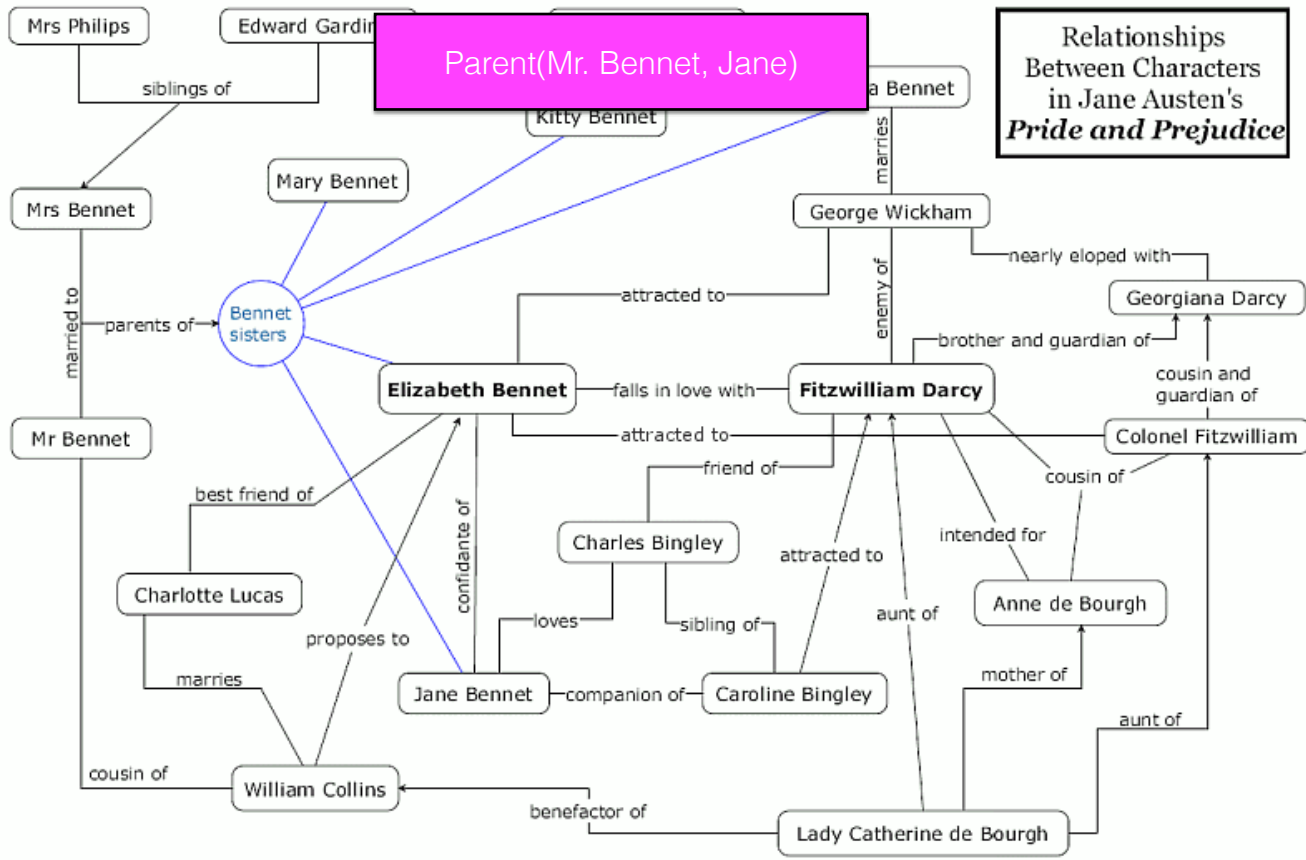 Mrs Philips
Edward Gardin
Parent(Mr. Bennet, Jane)
Relationships
Between Characters
in Jane Austen's
Pride and Prejudice
siblings of
a Bennet
Kitty Bennet
marries
Mary Bennet
Mrs Bennet
George Wickham
nearly eloped with
attracted to
Georgiana Darcy
married to
parents of
Bennet
sisters
enemy of
brother and guardian of
Elizabeth Bennet
falls in love with
Fitzwilliam Darcy
cousin and
guardian of
Mr Bennet
attracted to
Colonel Fitzwilliam
friend of
cousin of
best friend of
confidante of
Charles Bingley
attracted to
intended for
Charlotte Lucas
Anne de Bourgh
loves
sibling of
aunt of
proposes to
marries
Jane Bennet
companion of
Caroline Bingley
mother of
aunt of
cousin of
William Collins
benefactor of
Lady Catherine de Bourgh